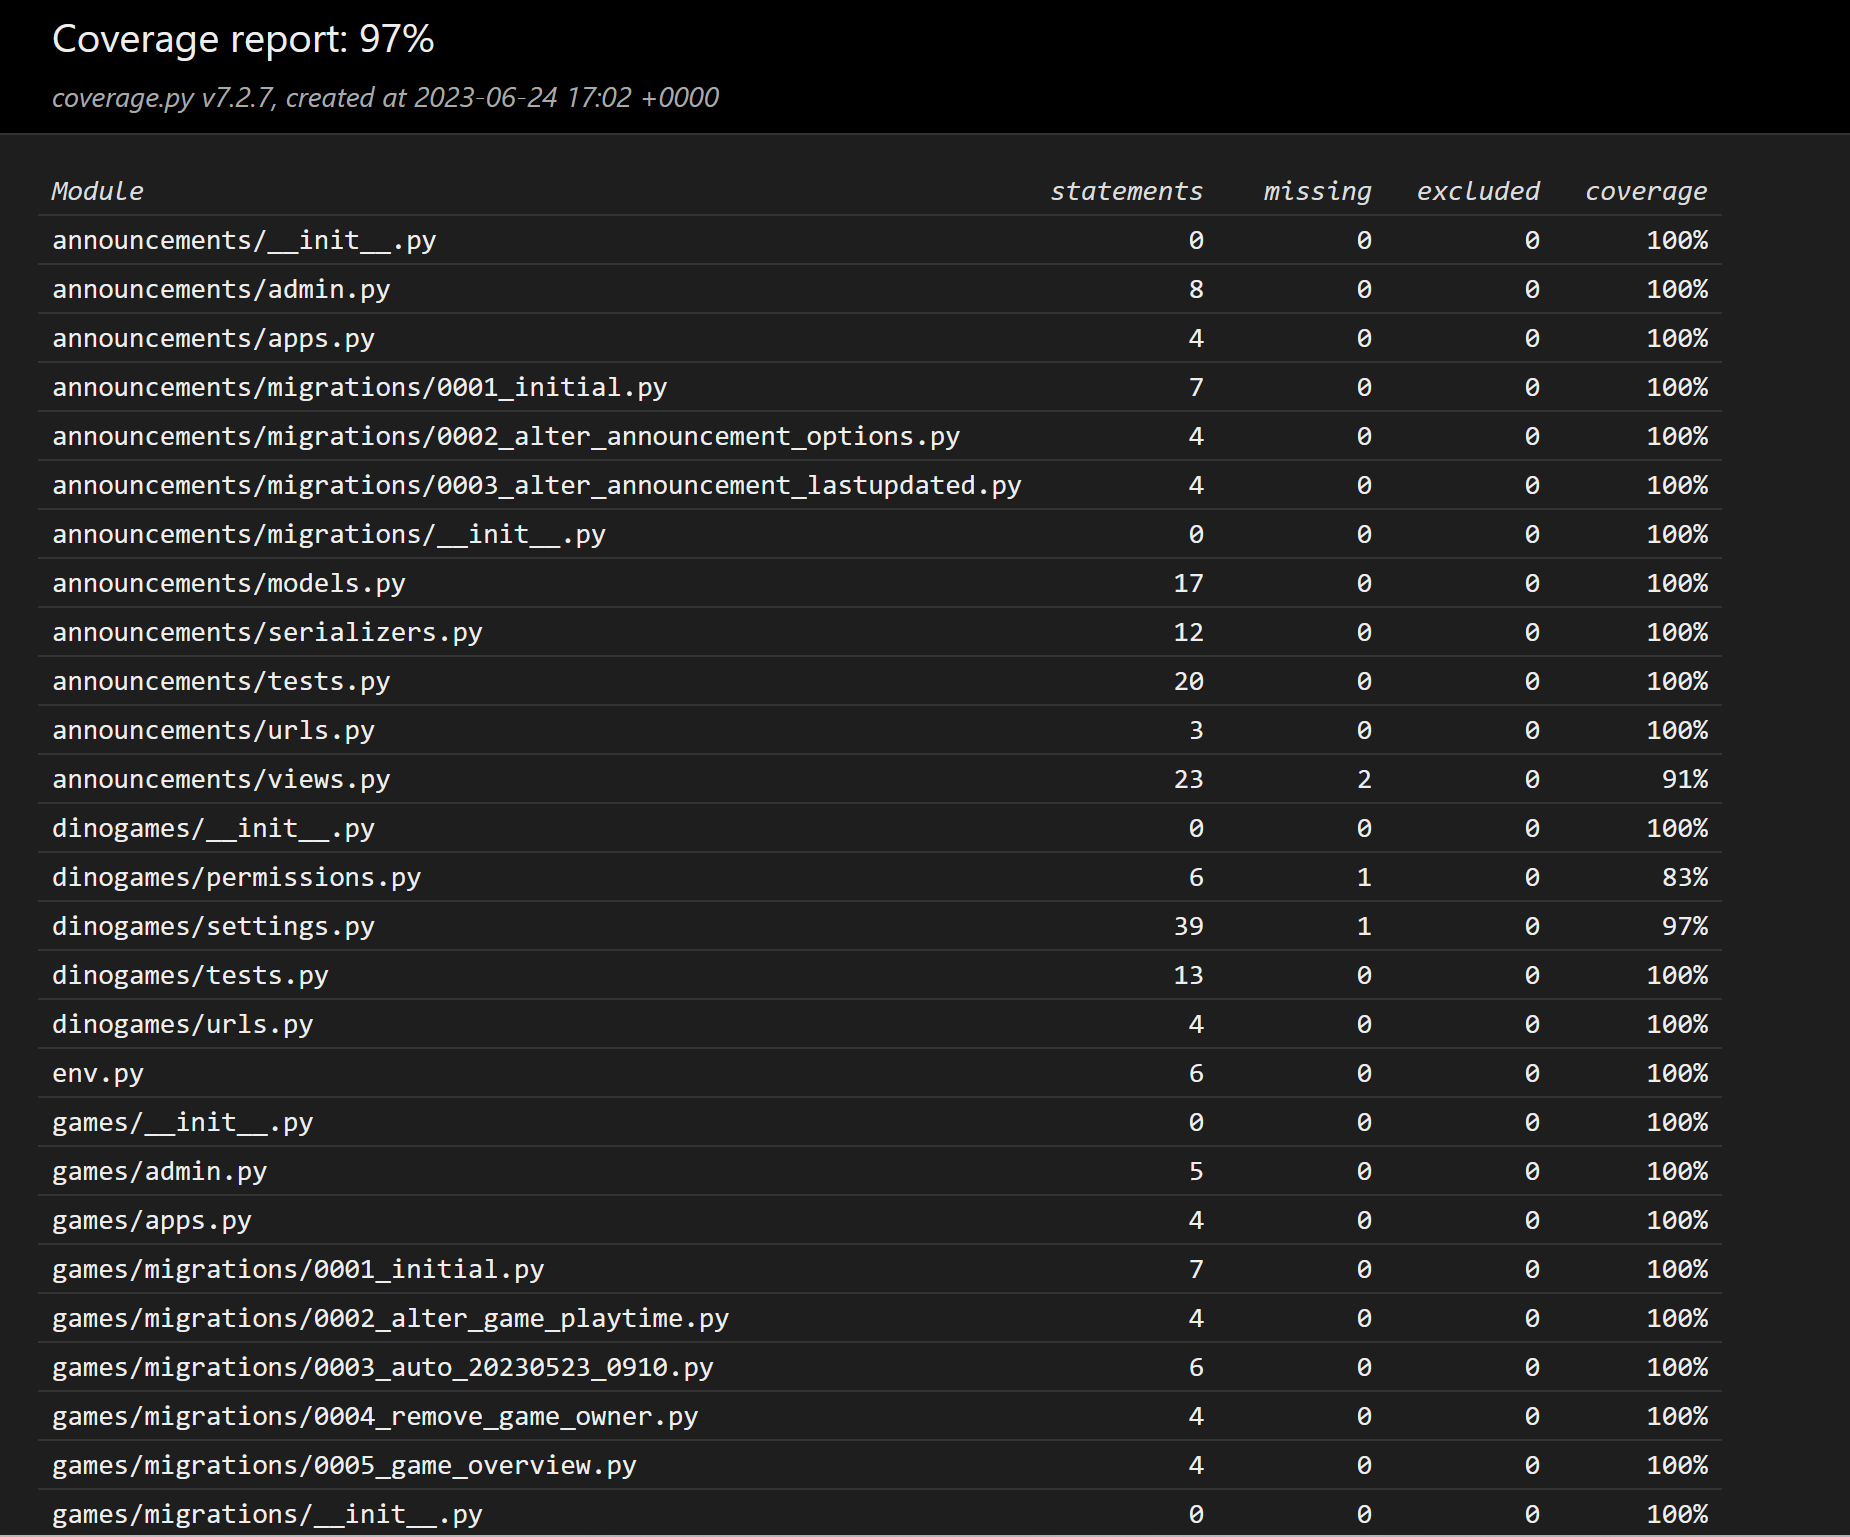 Coverage report: 97%
coverage.py v7.2.7, created at 2023-06-24 17:02 +0000
Module statements missing excluded coverage
announcements/__init__.py 0 0 0 100%
announcements/admin.py 8 0 0 100%
announcements/apps.py 4 0 0 100%
announcements/migrations/0001_initial.py 7 0 0 100%
announcements/migrations/0002_alter_announcement_options.py 4 0 0 100%
announcements/migrations/0003_alter_announcement_lastupdated.py 4 0 0 100%
announcements/migrations/__init__.py 0 0 0 100%
announcements/models.py 17 0 0 100%
announcements/serializers.py 12 0 0 100%
announcements/tests.py 20 0 0 100%
announcements/urls.py 3 0 0 100%
announcements/views.py 23 2 0 91%
dinogames/__init__.py 0 0 0 100%
dinogames/permissions.py 6 1 0 83%
dinogames/settings.py 39 1 0 97%
dinogames/tests.py 13 0 0 100%
dinogames/urls.py 4 0 0 100%
env.py 6 0 0 100%
games/__init__.py 0 0 0 100%
games/admin.py 5 0 0 100%
games/apps.py 4 0 0 100%
games/migrations/0001_initial.py 7 0 0 100%
games/migrations/0002_alter_game_playtime.py 4 0 0 100%
games/migrations/0003_auto_20230523_0910.py 6 0 0 100%
games/migrations/0004_remove_game_owner.py 4 0 0 100%
games/migrations/0005_game_overview.py 4 0 0 100%
games/migrations/__init__.py 0 0 0 100%